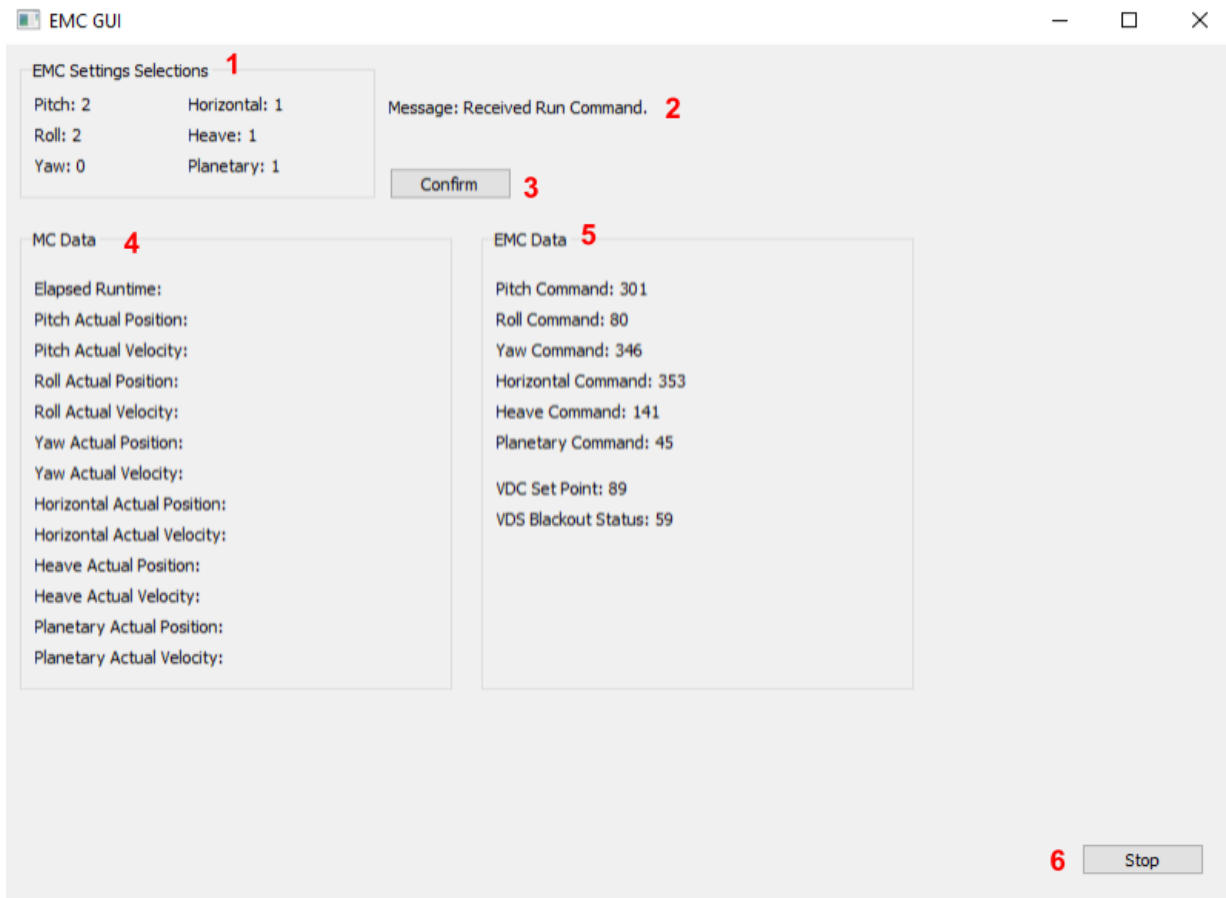 EMC GUI
EMC Settings Selections 1
Pitch: 2 Horizontal: 1
Roll: 2 Heave: 1
Yaw: 0 Planetary: 1
Message: Received Run Command. 2
Confirm 3
MC Data 4
Elapsed Runtime:
Pitch Actual Position:
Pitch Actual Velocity:
Roll Actual Position:
Roll Actual Velocity:
Yaw Actual Position:
Yaw Actual Velocity:
Horizontal Actual Position:
Horizontal Actual Velocity:
Heave Actual Position:
Heave Actual Velocity:
Planetary Actual Position:
Planetary Actual Velocity:
EMC Data 5
Pitch Command: 301
Roll Command: 80
Yaw Command: 346
Horizontal Command: 353
Heave Command: 141
Planetary Command: 45
VDC Set Point: 89
VDS Blackout Status: 59
6 Stop